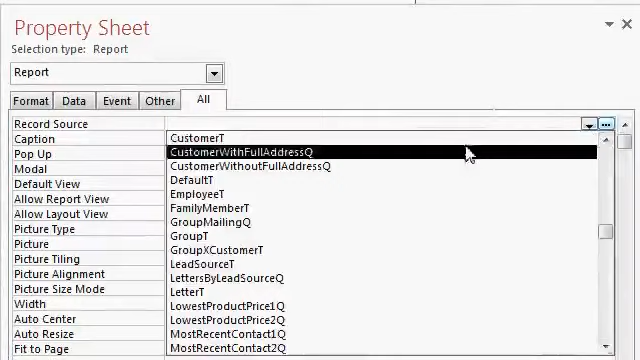 Property Sheet
Selection type: Report
Report
Format Data Event Other All
Record Source
Caption
Pop Up
Modal
Default View
Allow Report View
Allow Layout View
Picture Type
Picture
Picture Tiling
Picture Alignment
Picture Size Mode
Width
Auto Center
Auto Resize
Fit to Page
CustomerT
CustomerWithFullAddressQ
CustomerWithoutFullAddressQ
DefaultT
EmployeeT
FamilyMemberT
GroupMailingQ
GroupT
GroupXCustomerT
LeadSourceT
LettersByLeadSourceQ
LetterT
LowestProductPrice1Q
LowestProductPrice2Q
MostRecentContact1Q
MostRecentContact2Q